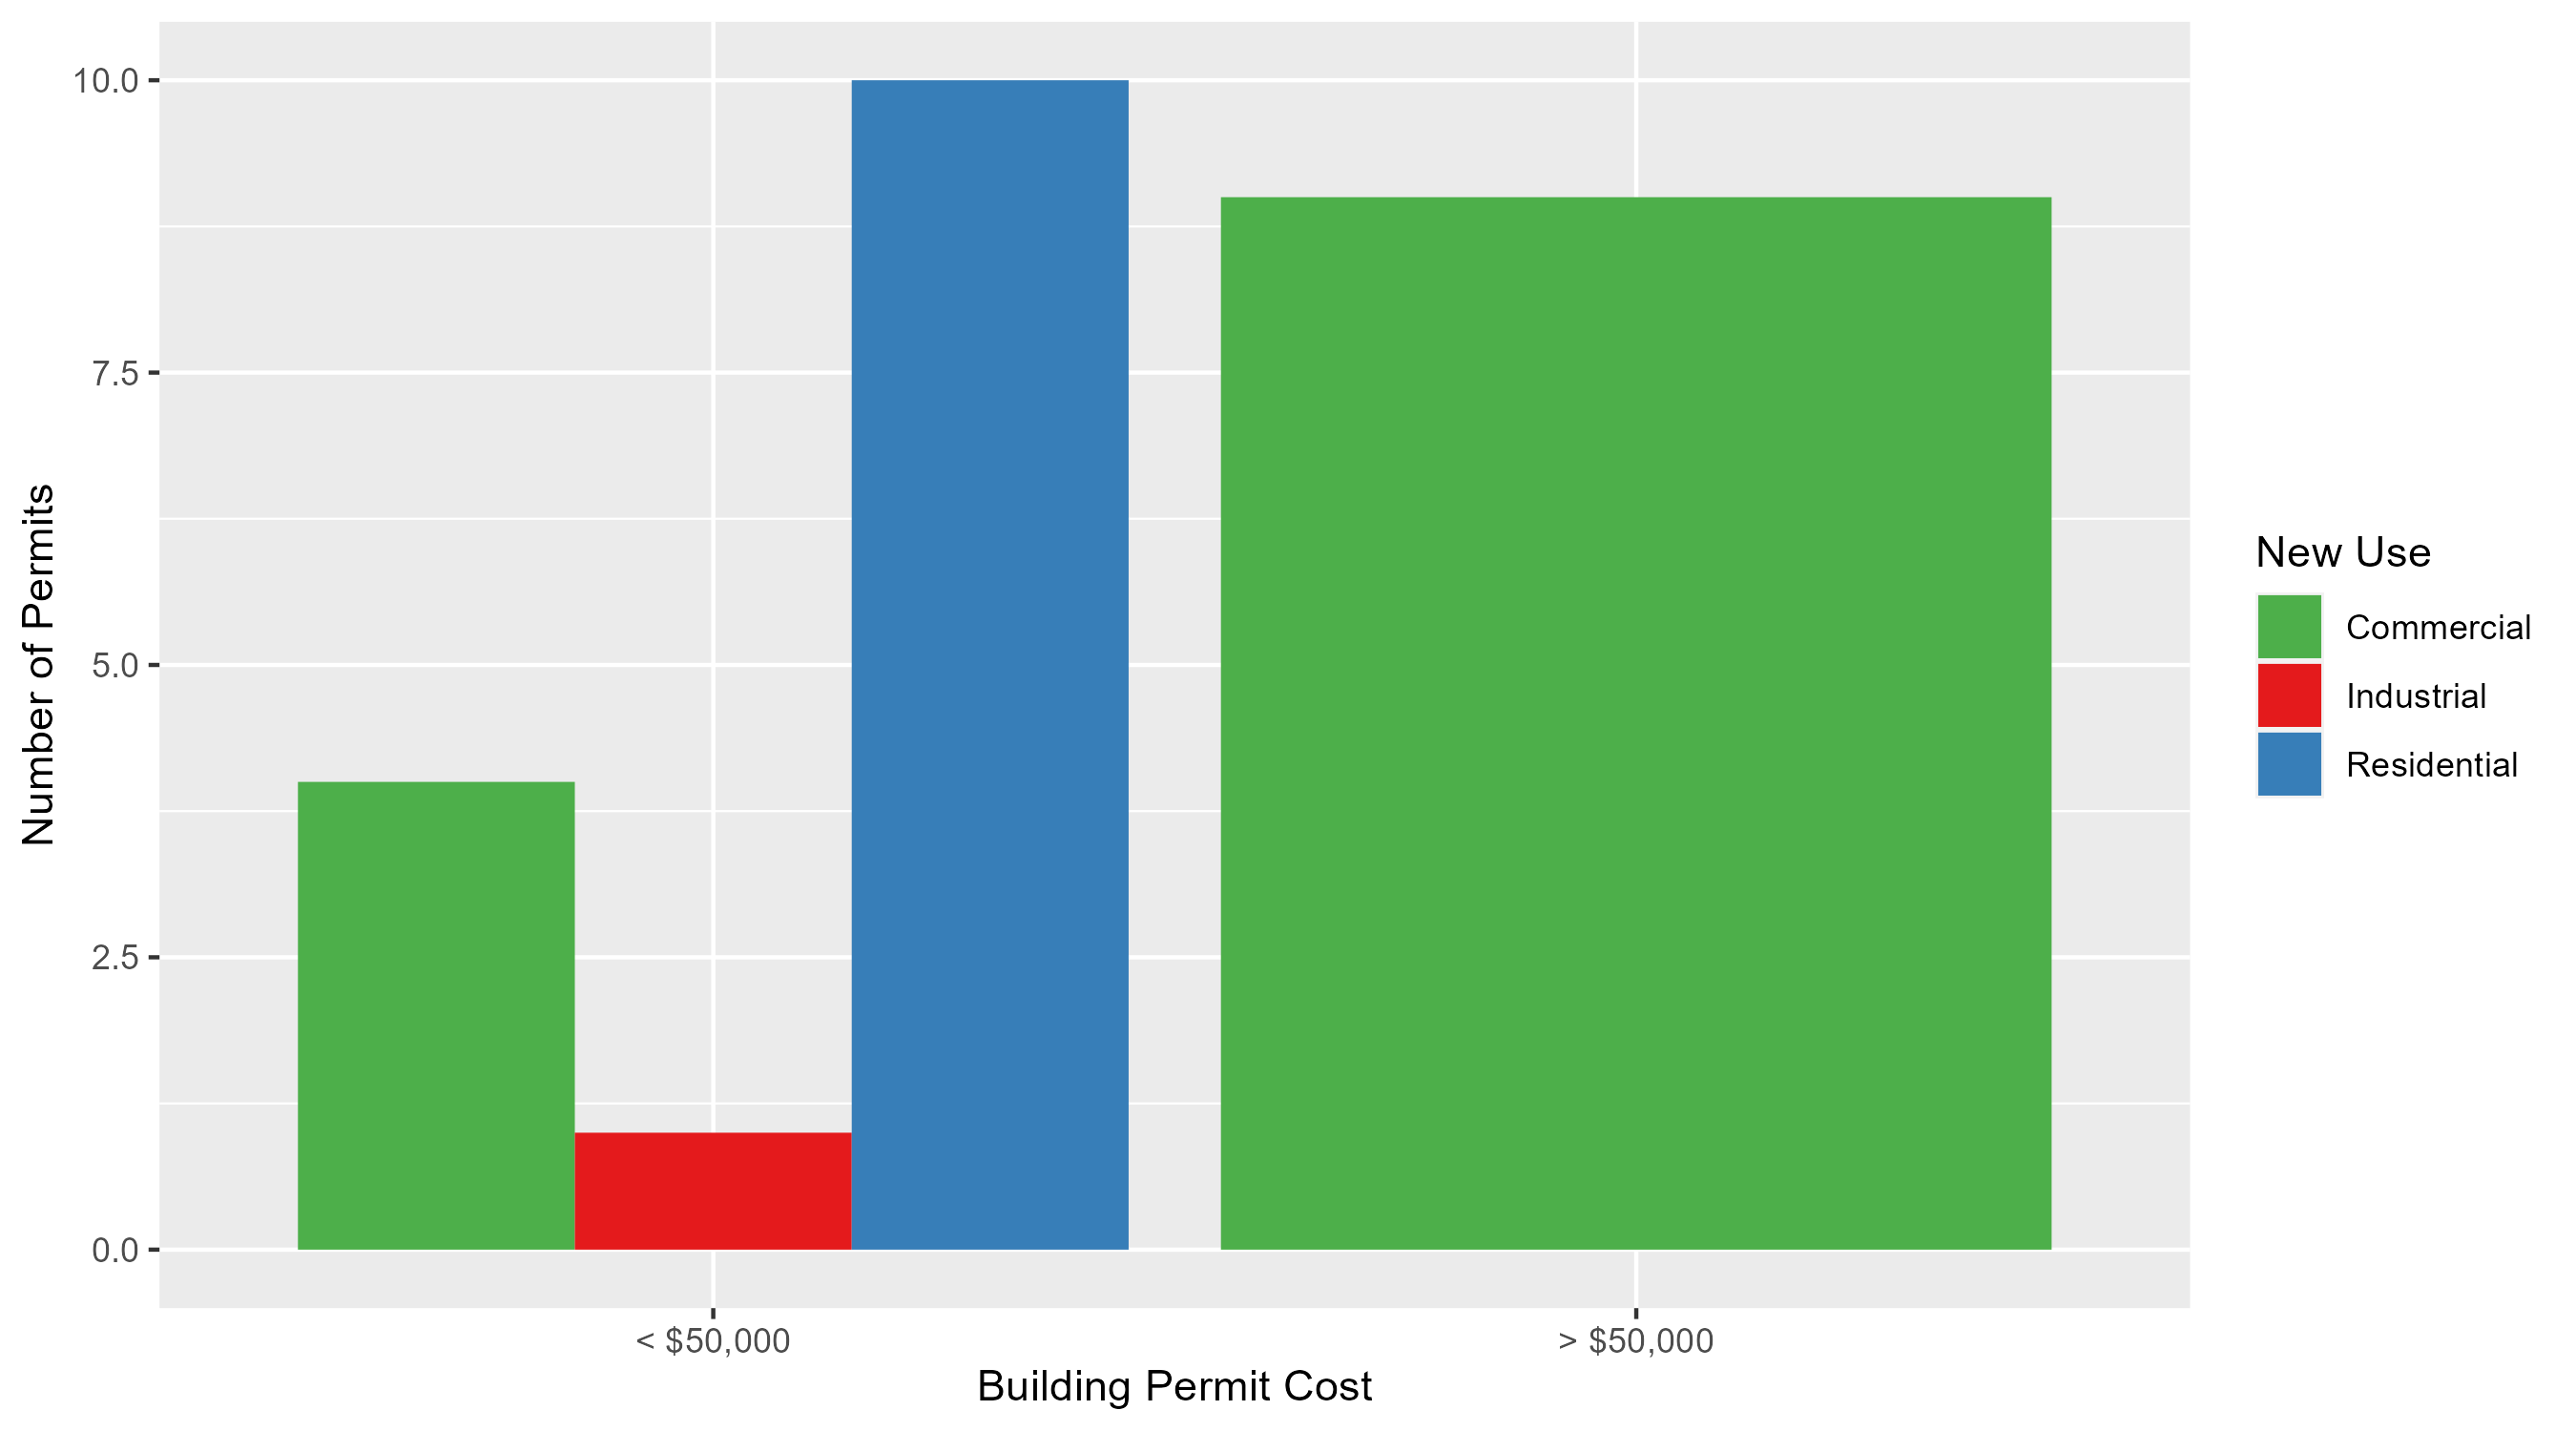 10.0
7.5
5.0
2.5
0.0
Number of Permits
< $50,000
> $50,000
Building Permit Cost
New Use
Commercial
Industrial
Residential